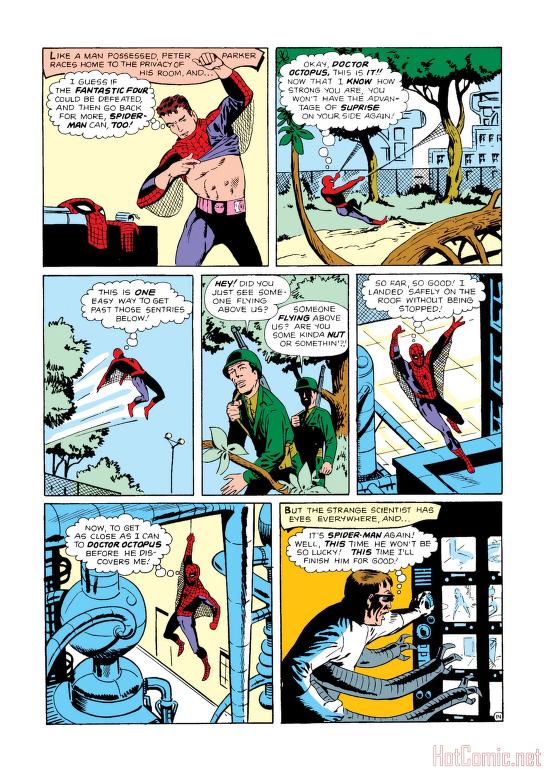 LIKE A MAN POSSESSED, PETER PARKER
RACES HOME TO THE PRIVACY OF
HIS ROOM, AND...
I GUESS IF
THE FANTASTIC FOUR
COULD BE DEFEATED,
AND THEN GO BACK
FOR MORE, SPIDER-
MAN CAN, TOO!
OKAY, DOCTOR
OCTOPUS, THIS IS IT!!
NOW THAT I KNOW HOW
STRONG YOU ARE, YOU
WON'T HAVE THE ADVAN-
TAGE OF SUPRISE
ON YOUR SIDE AGAIN!
THIS IS ONE
EASY WAY TO GET
PAST THOSE SENTRIES
BELOW!
HEY! DID YOU
JUST SEE SOME-
ONE FLYING
ABOVE US?
SOMEONE
FLYING ABOVE
US? ARE YOU
SOME KINDA NUT
OR SOMETHIN'?!
SO FAR, SO GOOD! I
LANDED SAFELY ON THE
ROOF WITHOUT BEING
STOPPED!
NOW, TO GET
AS CLOSE AS I CAN
TO DOCTOR OCTOPUS
BEFORE HE DIS-
COVERS ME!
BUT THE STRANGE SCIENTIST HAS
EYES EVERYWHERE, AND...
IT'S SPIDER-MAN AGAIN!
WELL, THIS TIME HE WON'T BE
SO LUCKY! THIS TIME I'LL
FINISH HIM FOR GOOD!
12
HotComic.net